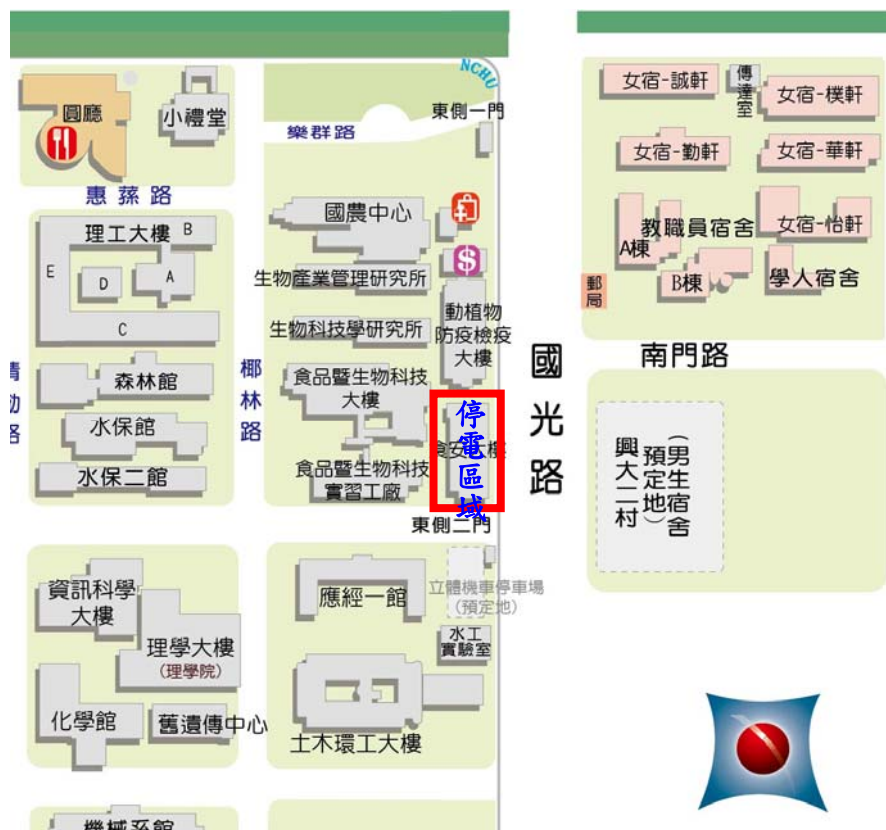 NCHU
圓廳
小禮堂
樂群路
東側一門
女宿-誠軒
傳達室
女宿-樸軒
女宿-勤軒
女宿-華軒
惠蓀路
國農中心
理工大樓
B
E
D
A
C
生物產業管理研究所
$
教職員宿舍
A棟
B棟
女宿-怡軒
學人宿舍
郵局
動植物
防疫檢疫
大樓
生物科技學研究所
森林館
椰林路
食品暨生物科技
大樓
國光路
南門路
水保館
停電區域
食安大樓
興大二村
(男生宿舍
預定地)
水保二館
食品暨生物科技
實習工廠
東側二門
資訊科學
大樓
應經一館
立體機車停車場
(預定地)
理學大樓
(理學院)
水工
實驗室
化學館
舊遺傳中心
土木環工大樓
機械系館